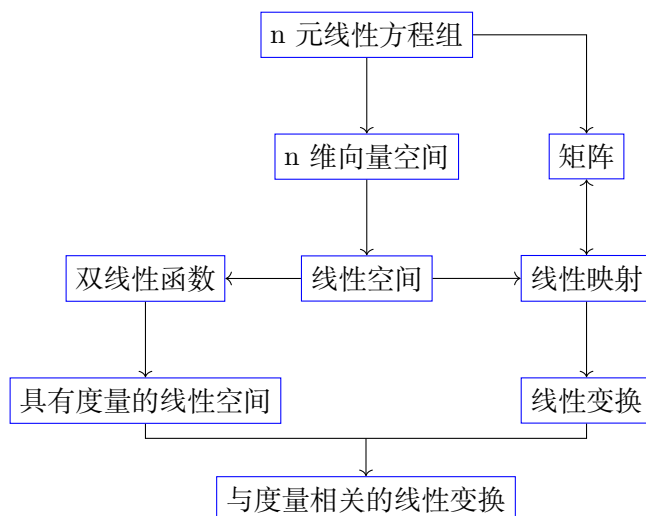 n 元线性方程组
n 维向量空间
矩阵
双线性函数
线性空间
线性映射
具有度量的线性空间
线性变换
与度量相关的线性变换